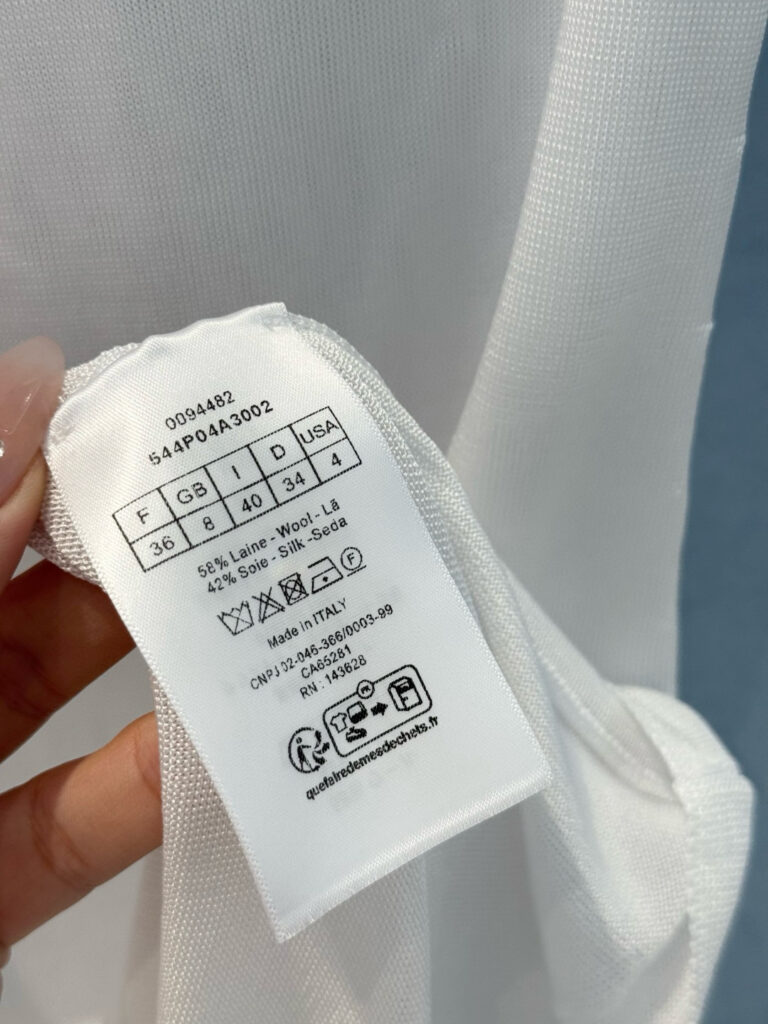 0094482
544P04A3002
F GB I D USA
36 8 40 34 4
58% Laine - Wool - Lã
42% Soie - Silk -Seda
F
Made in ITALY
CNPJ 02-046-366/0003-99
CA65281
RN : 143628
FR
quefairedemesdechets.fr